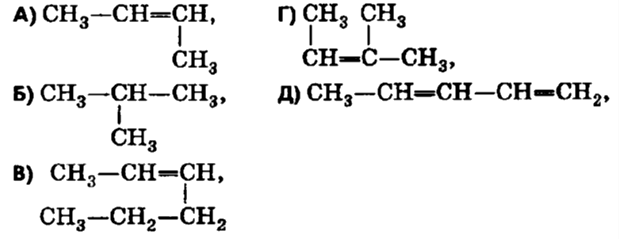 А) CH₃—CH=CH,
CH₃
Б) CH₃—CH—CH₃,
CH₃
В) CH₃—CH=CH,
CH₃—CH₂—CH₂
Г) CH₃ CH₃
CH=C—CH₃,
Д) CH₃—CH=CH—CH=CH₂,